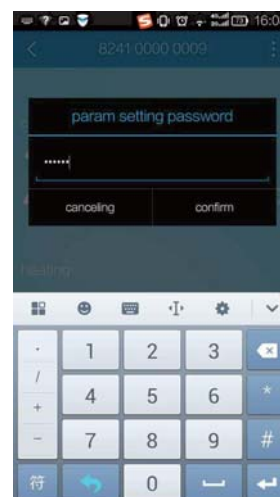 16:0
8241 0000 0009
param setting password
••••••
canceling
confirm
heating
1 2 3
/
+ 4 5 6 *
- 7 8 9 #
符 0